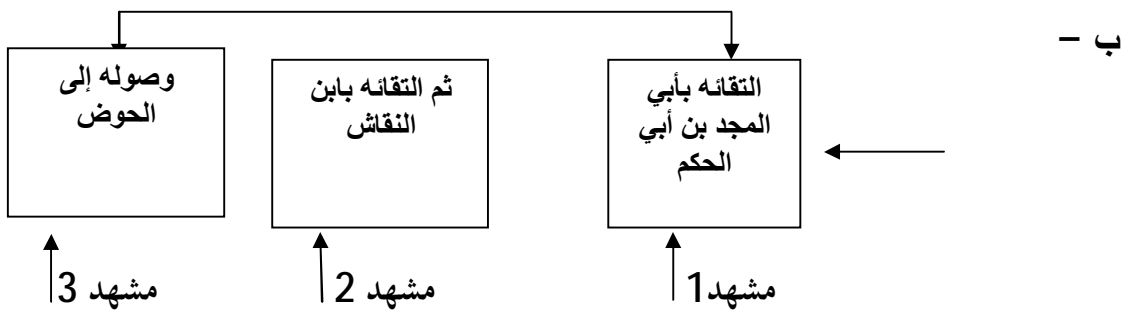 ب –
التقائه بأبي
المجد بن أبي
الحكم
ثم التقائه بابن
النقاش
وصوله إلى
الحوض
مشهد1
مشهد 2
مشهد 3